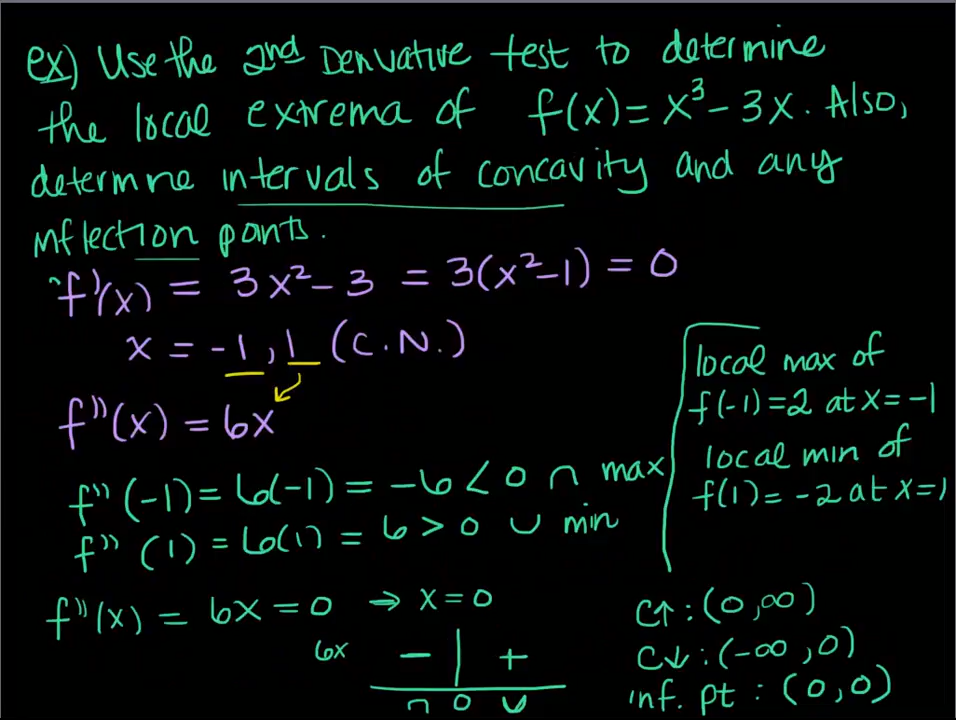 ex) Use the 2nd Derivative test to determine
the local extrema of f(x) = x³ - 3x. Also,
determine intervals of concavity and any
inflection points.
f'(x) = 3x² - 3 = 3(x² - 1) = 0
x = -1, 1 (C.N.)
f''(x) = 6x
f''(-1) = 6(-1) = -6 < 0 ∩ max
f''(1) = 6(1) = 6 > 0 ∪ min
local max of
f(-1) = 2 at x = -1
local min of
f(1) = -2 at x = 1
f''(x) = 6x = 0 → x = 0
6x - | +
∩ 0 ∪
C↑: (0, ∞)
C↓: (-∞, 0)
inf. pt: (0, 0)